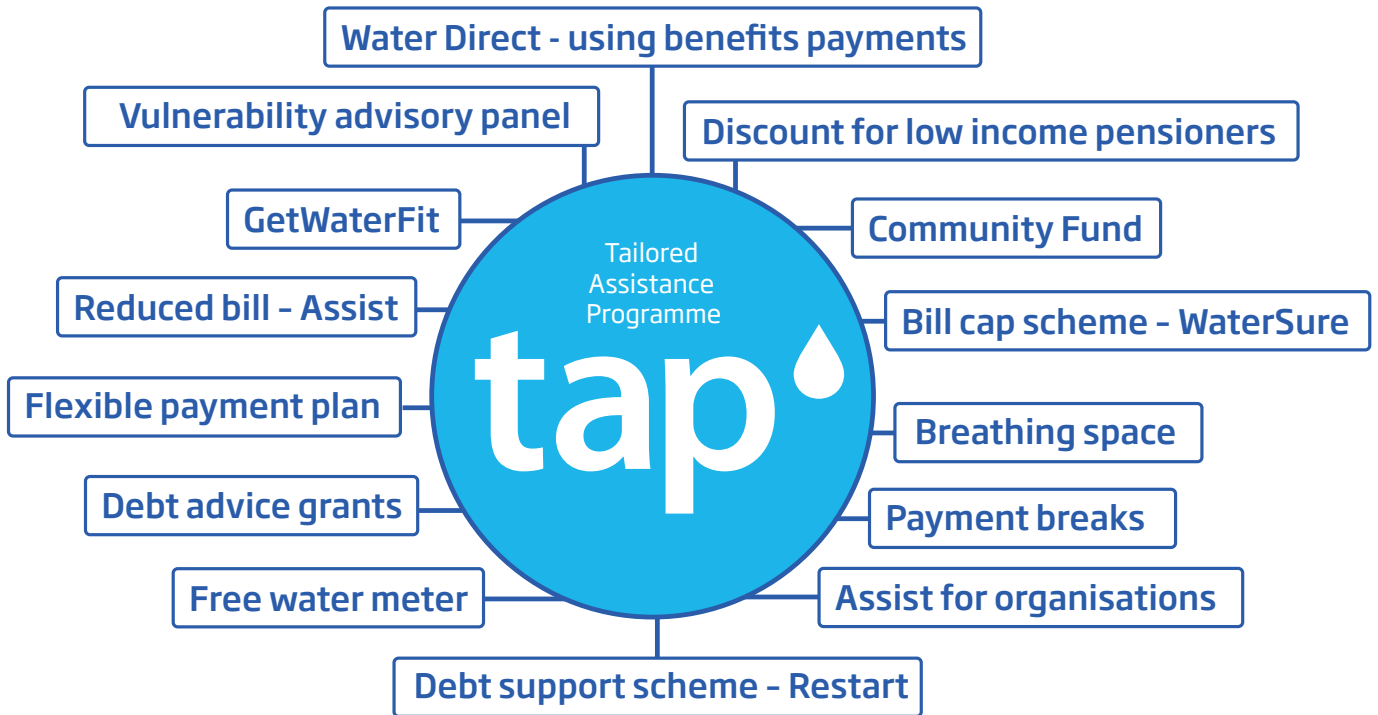 Water Direct - using benefits payments
Vulnerability advisory panel
Discount for low income pensioners
GetWaterFit
Community Fund
Tailored
Assistance
Programme
tap
Reduced bill – Assist
Bill cap scheme – WaterSure
Flexible payment plan
Breathing space
Debt advice grants
Payment breaks
Free water meter
Assist for organisations
Debt support scheme – Restart